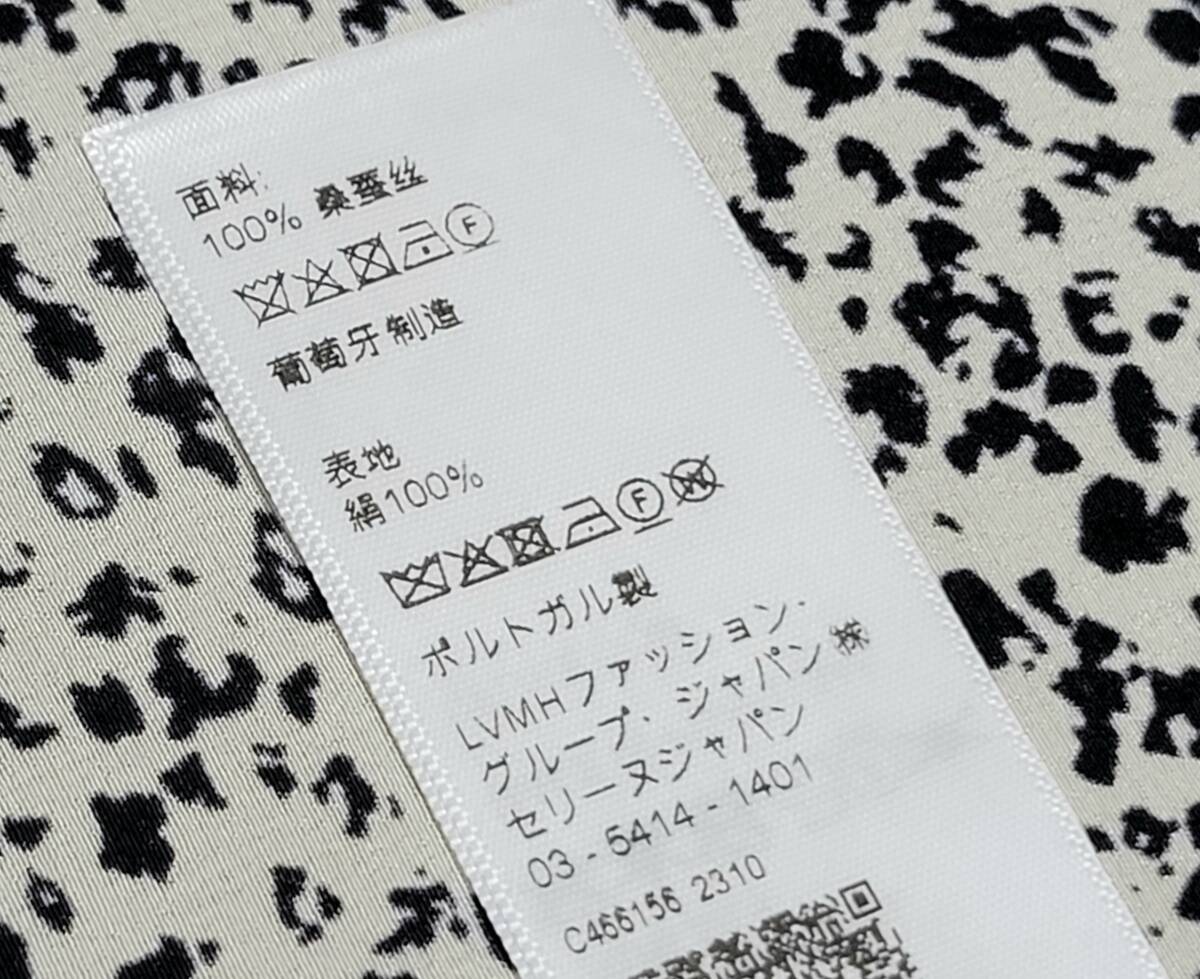 面料:
100% 桑蚕丝
F
葡萄牙制造
表地
絹100%
F W
ポルトガル製
LVMHファッション・
グループ・ジャパン㈱
セリーヌジャパン
03-5414-1401
C466156 2310